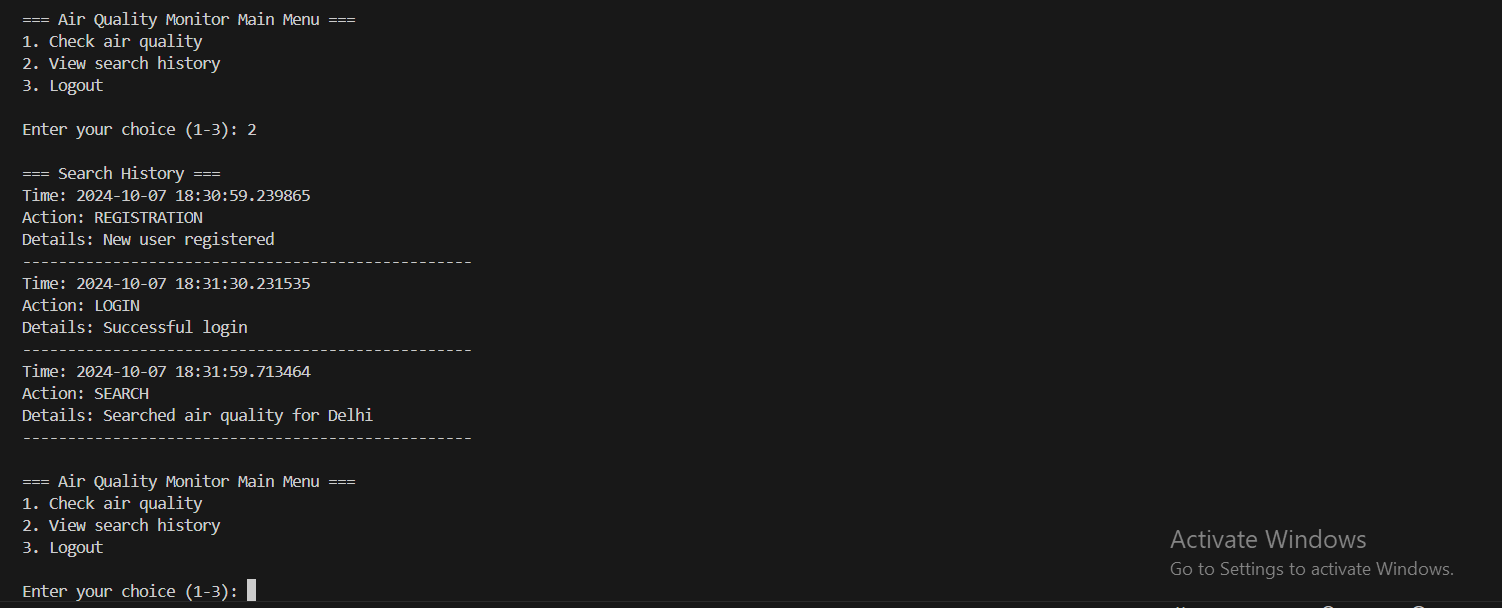 === Air Quality Monitor Main Menu ===
1. Check air quality
2. View search history
3. Logout
Enter your choice (1-3): 2
=== Search History ===
Time: 2024-10-07 18:30:59.239865
Action: REGISTRATION
Details: New user registered
--------------------------------------------------
Time: 2024-10-07 18:31:30.231535
Action: LOGIN
Details: Successful login
--------------------------------------------------
Time: 2024-10-07 18:31:59.713464
Action: SEARCH
Details: Searched air quality for Delhi
--------------------------------------------------
=== Air Quality Monitor Main Menu ===
1. Check air quality
2. View search history
3. Logout
Enter your choice (1-3):
Activate Windows
Go to Settings to activate Windows.